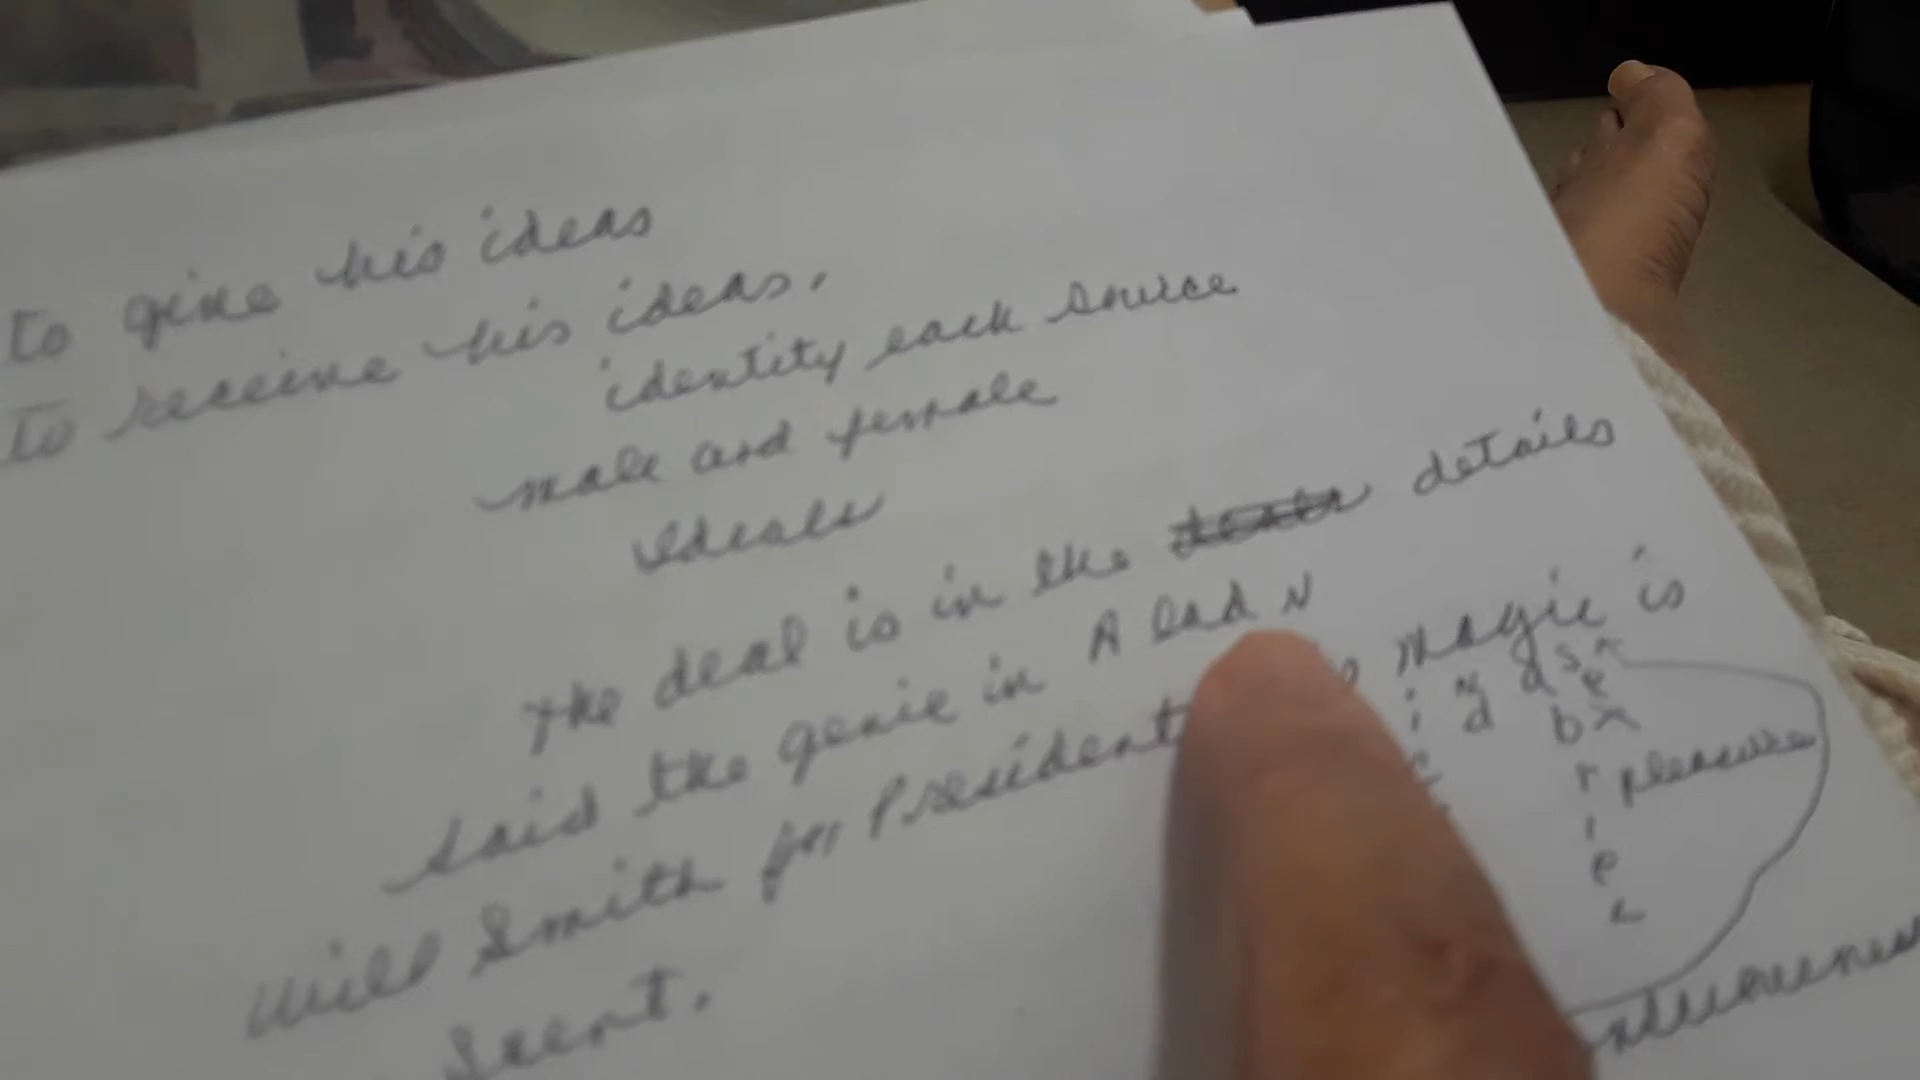 to give his ideas
to receive his ideas.
identity each source
male and female
ideals
The deal is in the details
said the genie in A lad N
magic is
Will Smith for President
pleasure
Scent.